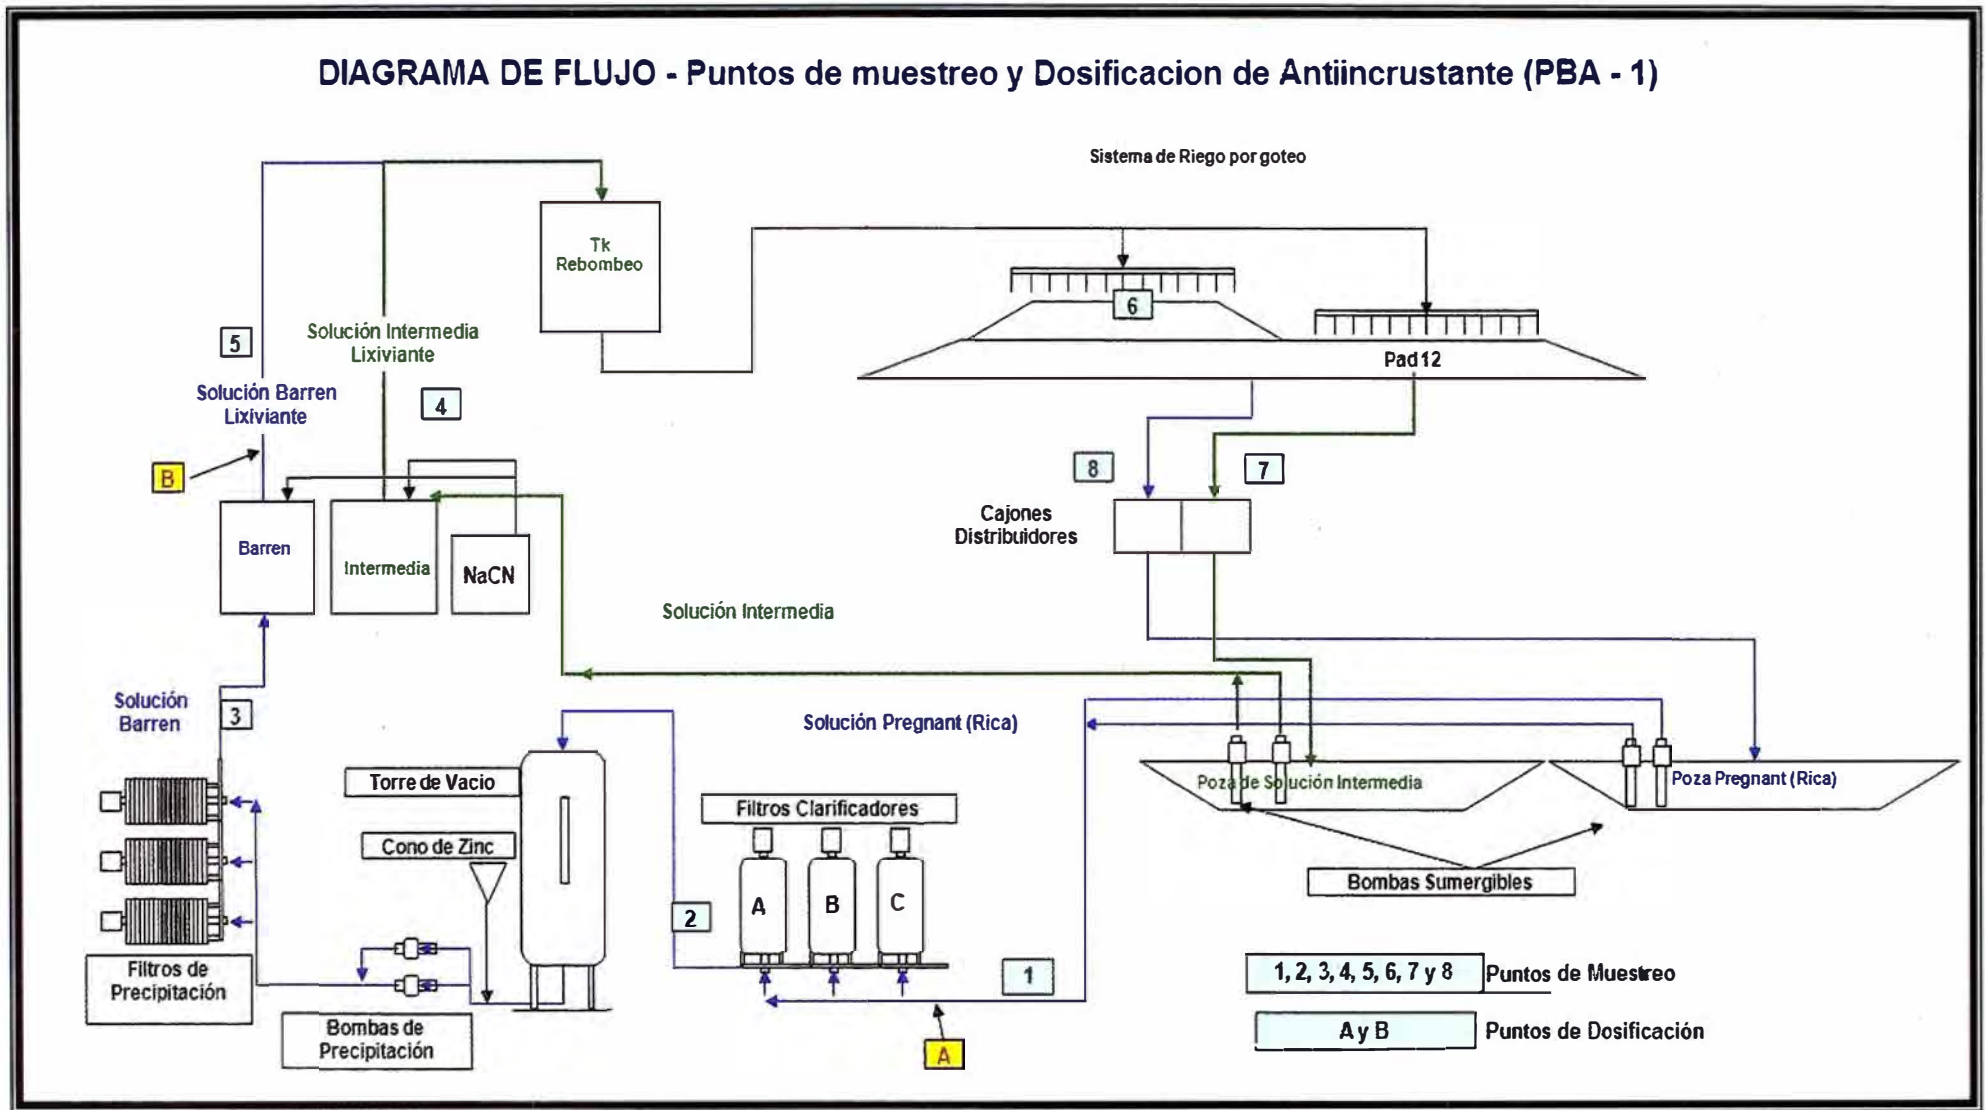 DIAGRAMA DE FLUJO - Puntos de muestreo y Dosificacion de Antiincrustante (PBA - 1)
Sistema de Riego por goteo
Tk
Rebombeo
6
Pad 12
5
Solución Intermedia
Lixiviante
Solución Barren
Lixiviante
4
B
8
7
Cajones
Distribuidores
Barren
Intermedia
NaCN
Solución Intermedia
Solución
Barren
3
Solución Pregnant (Rica)
Torre de Vacio
Poza de Solución Intermedia
Poza Pregnant (Rica)
Filtros Clarificadores
Cono de Zinc
Bombas Sumergibles
A
B
C
2
Filtros de
Precipitación
1
1, 2, 3, 4, 5, 6, 7 y 8
Puntos de Muestreo
Bombas de
Precipitación
A
A y B
Puntos de Dosificación